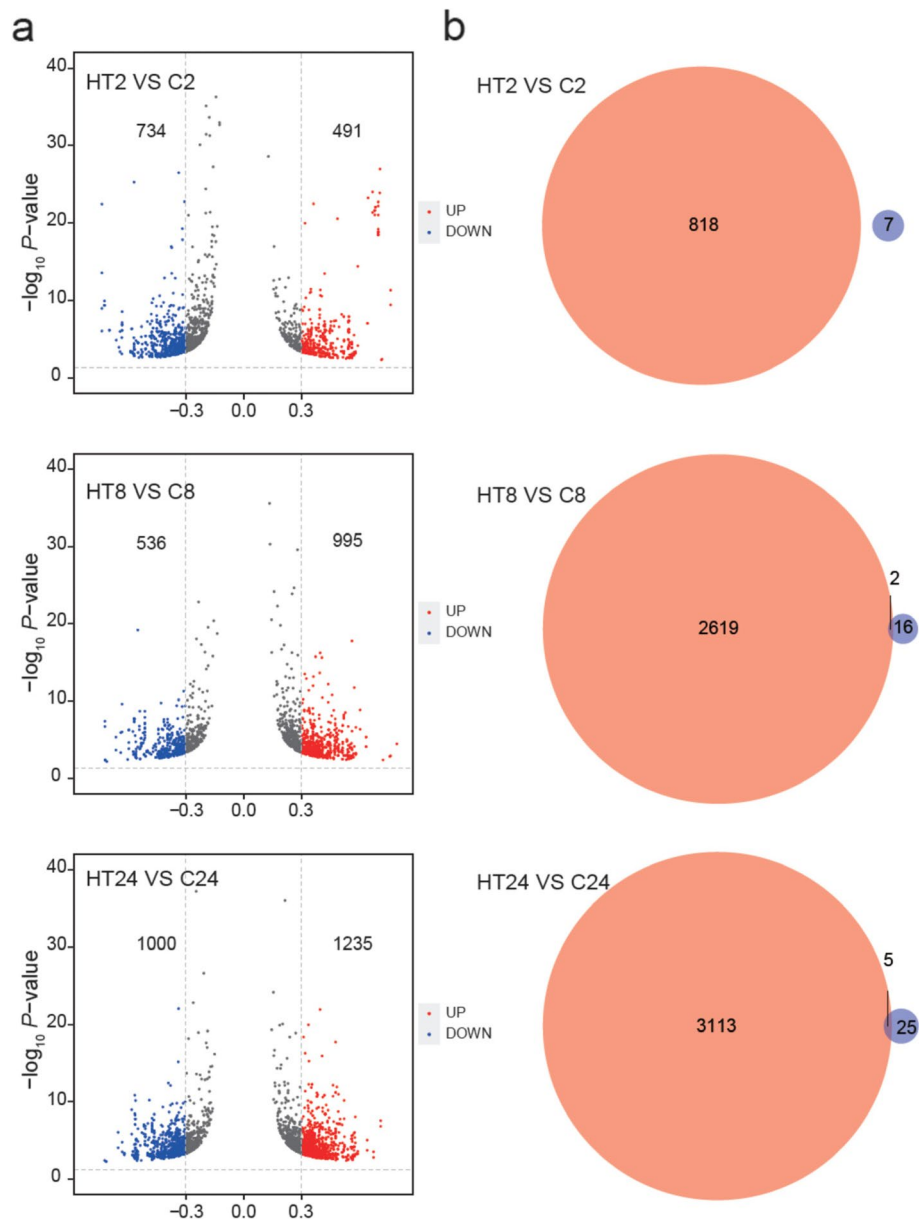 a
b
HT2 VS C2
734
491
40
30
20
10
0
−log10 P−value
−0.3
0.0
0.3
UP
DOWN
HT2 VS C2
818
7
HT8 VS C8
536
995
40
30
20
10
0
−log10 P−value
−0.3
0.0
0.3
UP
DOWN
HT8 VS C8
2619
2
16
HT24 VS C24
1000
1235
40
30
20
10
0
−log10 P−value
−0.3
0.0
0.3
UP
DOWN
HT24 VS C24
3113
5
25